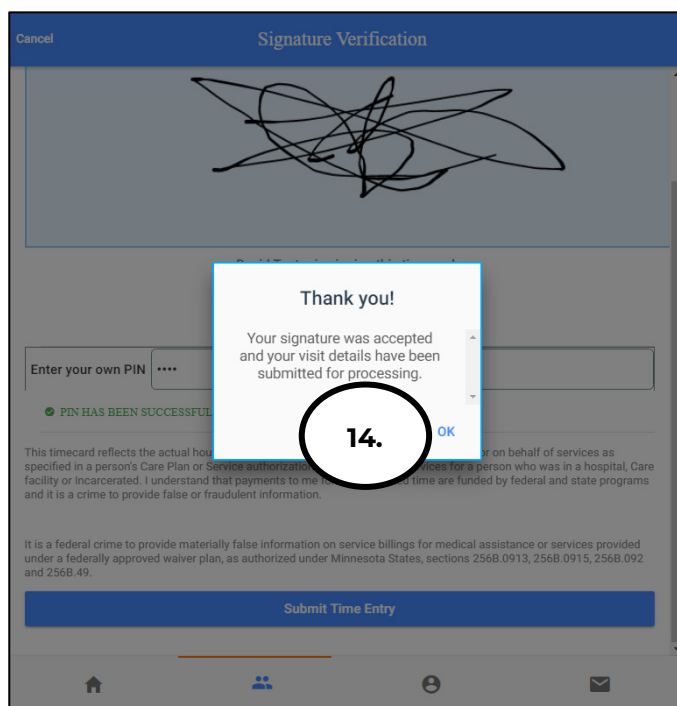 Cancel
Signature Verification
Thank you!
Your signature was accepted
and your visit details have been
submitted for processing.
OK
14.
Enter your own PIN ••••
PIN HAS BEEN SUCCESSFUL
This timecard reflects the actual hou or on behalf of services as
specified in a person's Care Plan or Service authorization for a person who was in a hospital, Care
facility or Incarcerated. I understand that payments to me time are funded by federal and state programs
and it is a crime to provide false or fraudulent information.
It is a federal crime to provide materially false information on service billings for medical assistance or services provided
under a federally approved waiver plan, as authorized under Minnesota States, sections 256B.0913, 256B.0915, 256B.092
and 256B.49.
Submit Time Entry